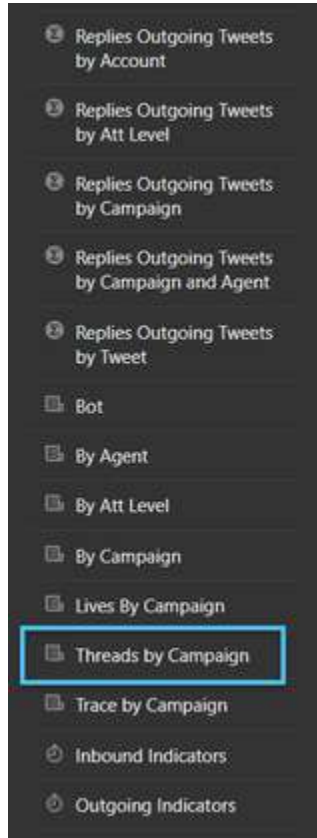 Replies Outgoing Tweets
by Account
Replies Outgoing Tweets
by Att Level
Replies Outgoing Tweets
by Campaign
Replies Outgoing Tweets
by Campaign and Agent
Replies Outgoing Tweets
by Tweet
Bot
By Agent
By Att Level
By Campaign
Lives By Campaign
Threads by Campaign
Trace by Campaign
Inbound Indicators
Outgoing Indicators